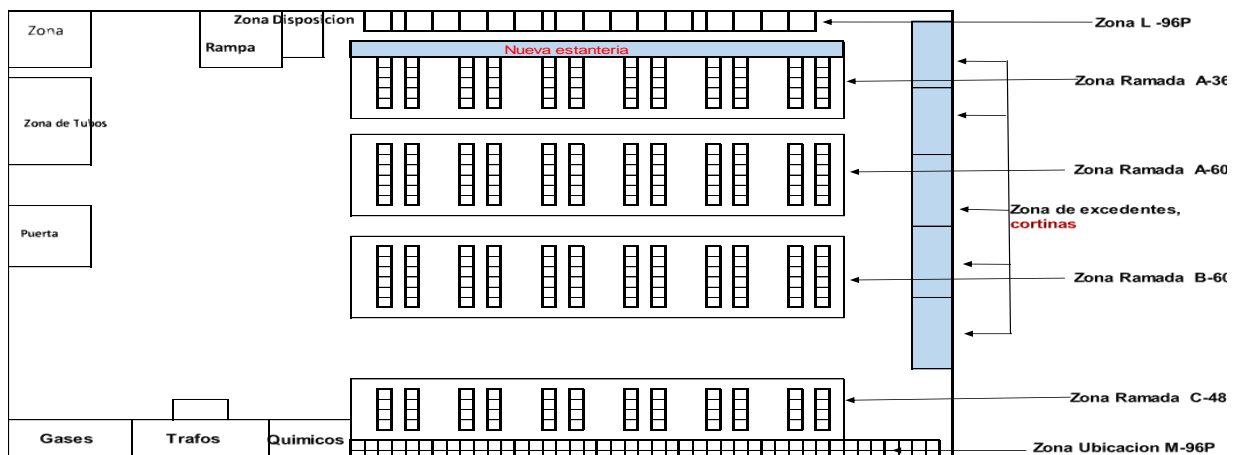 Zona Disposicion
Zona L -96P
Zona
Rampa
Nueva estanteria
Zona Ramada A-36
Zona de Tubos
Zona Ramada A-60
Zona de excedentes,
cortinas
Puerta
Zona Ramada B-60
Zona Ramada C-48
Gases
Trafos
Quimicos
Zona Ubicacion M-96P